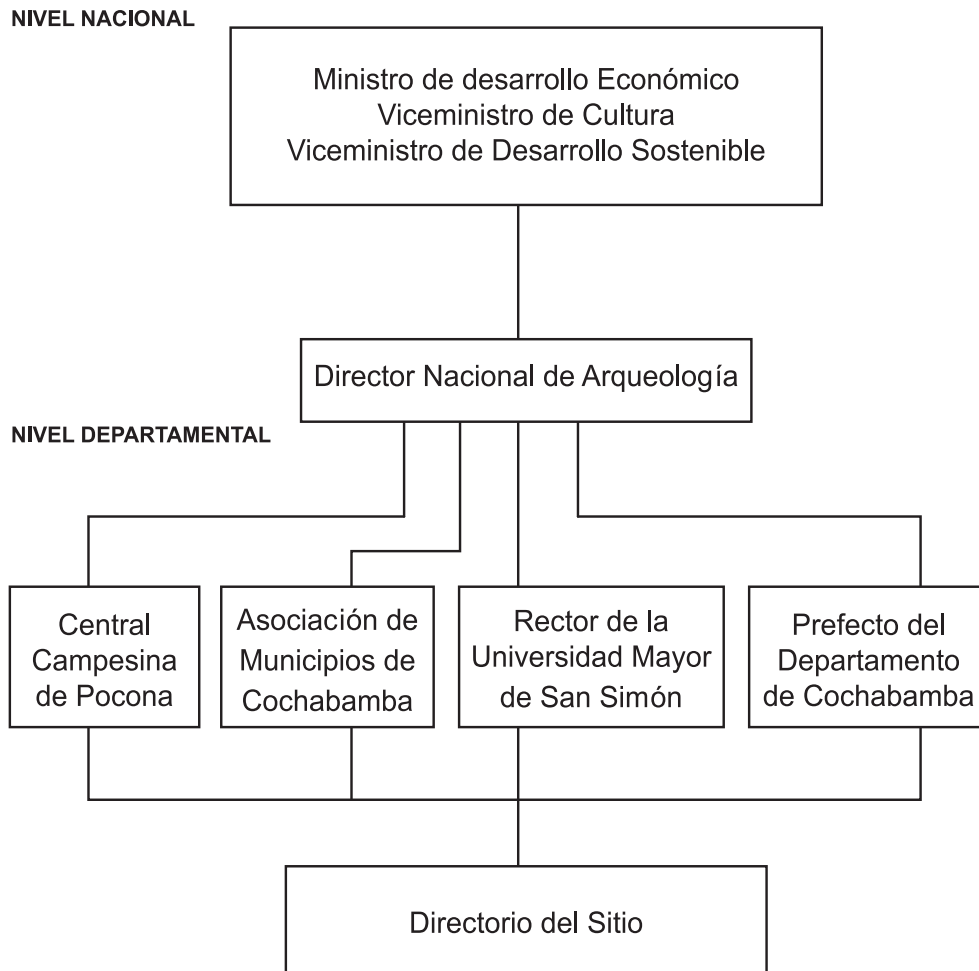 NIVEL NACIONAL
Ministro de desarrollo Económico
Viceministro de Cultura
Viceministro de Desarrollo Sostenible
Director Nacional de Arqueología
NIVEL DEPARTAMENTAL
Central
Campesina
de Pocona
Asociación de
Municipios de
Cochabamba
Rector de la
Universidad Mayor
de San Simón
Prefecto del
Departamento
de Cochabamba
Directorio del Sitio